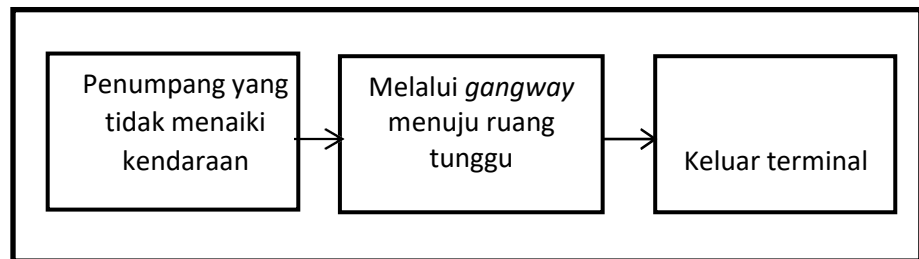 Penumpang yang
tidak menaiki
kendaraan
Melalui gangway
menuju ruang
tunggu
Keluar terminal